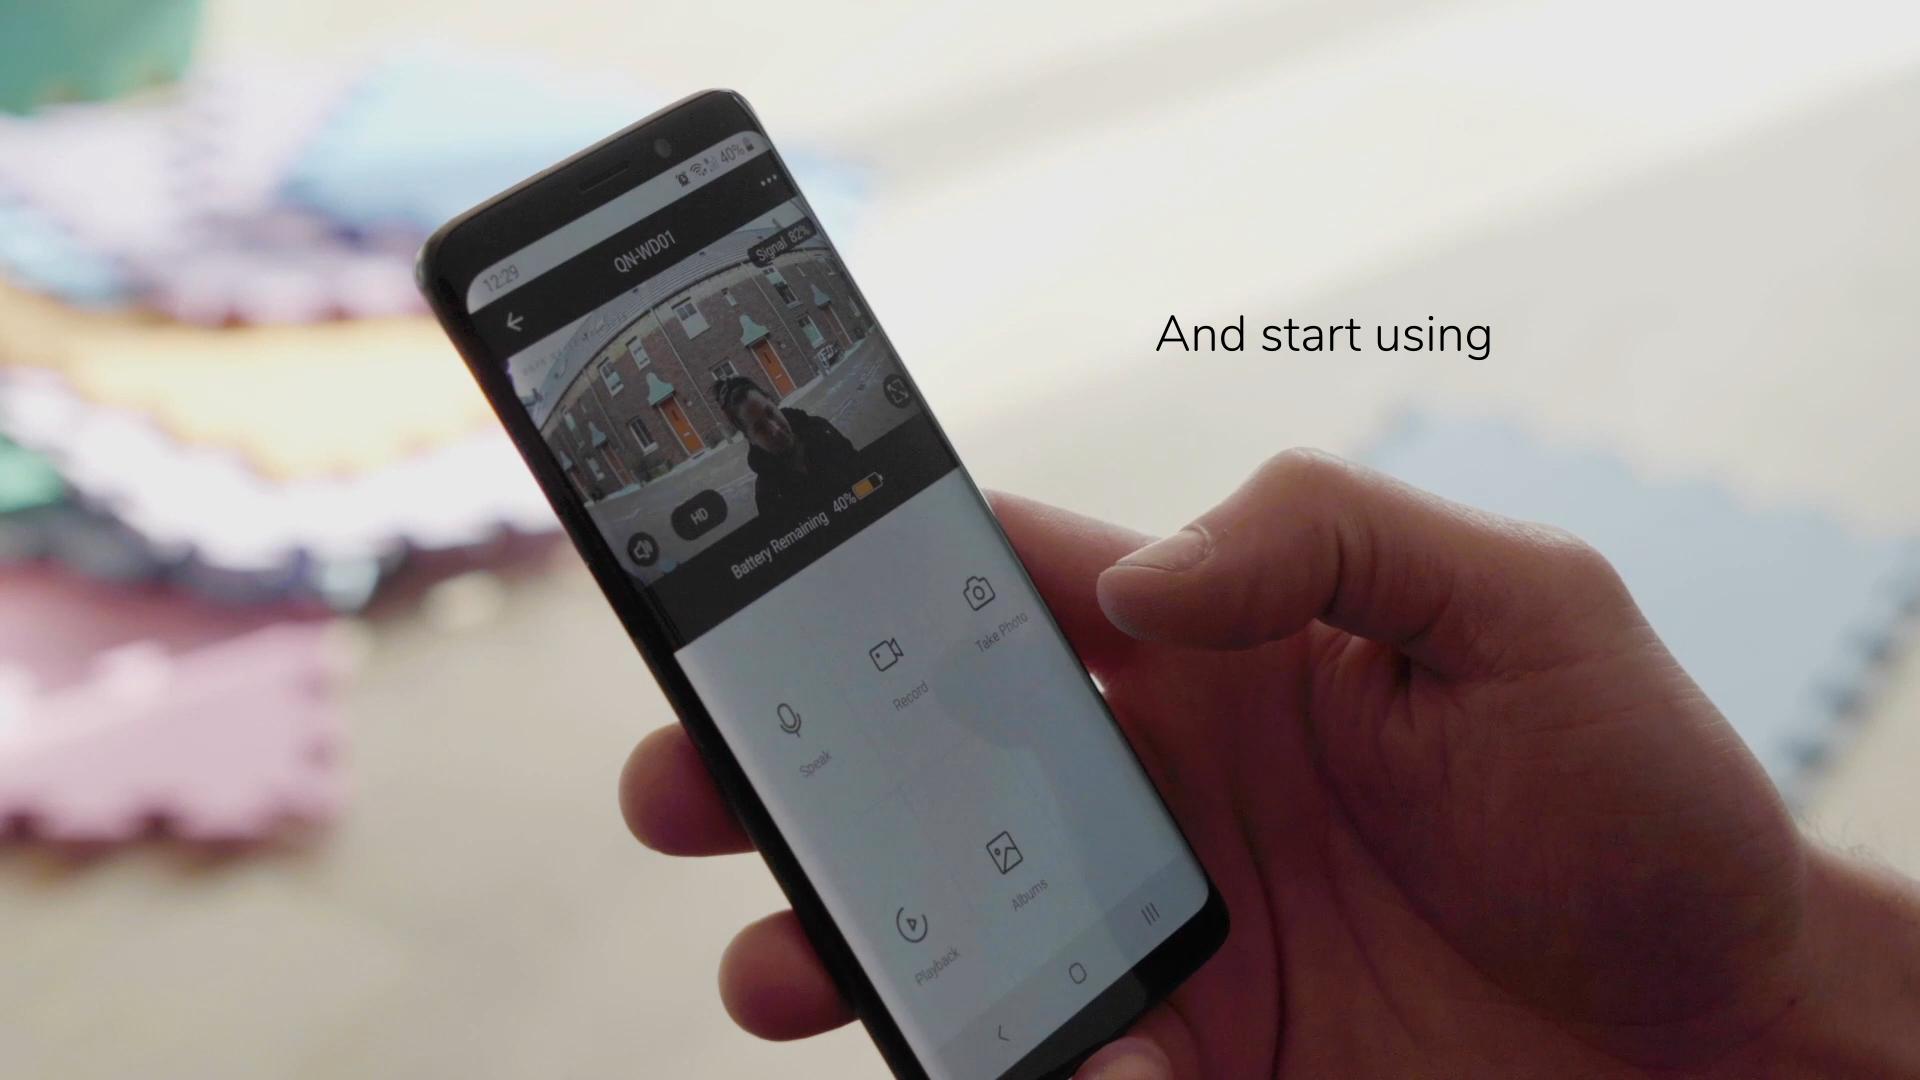 And start using
12:29
40%
QN-WD01
Signal 82%
HD
Battery Remaining 40%
Speak
Record
Take Photo
Playback
Albums